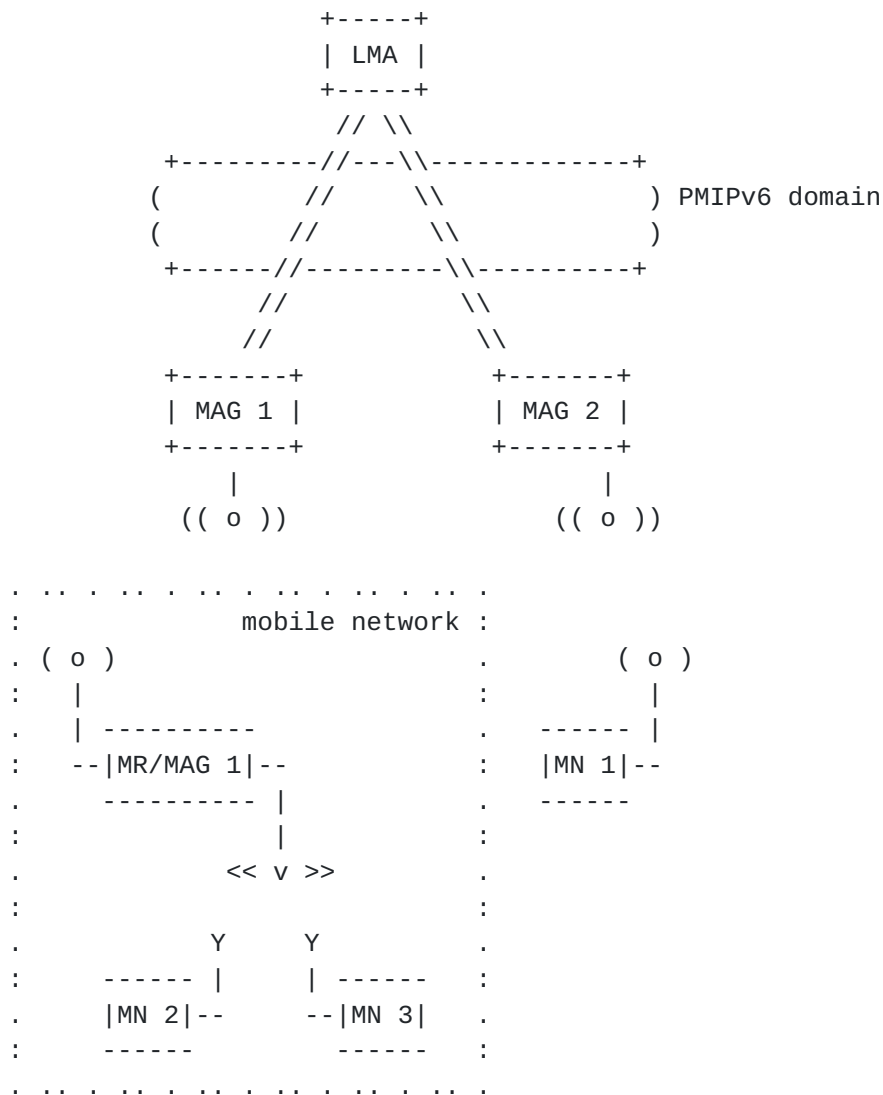 LMA
PMIPv6 domain
MAG 1 MAG 2
(( o )) (( o ))
mobile network
( o ) ( o )
MR/MAG 1 MN 1
<< v >>
Y Y
MN 2 MN 3